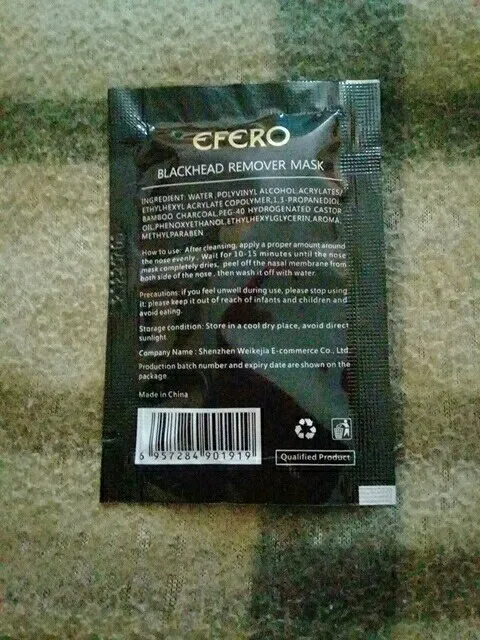 EFERO
BLACKHEAD REMOVER MASK
INGREDIENT: WATER ,POLYVINYL ALCOHOL,ACRYLATES/
ETHYLHEXYL ACRYLATE COPOLYMER,1,3-PROPANEDIOL,
BAMBOO CHARCOAL,PEG-40 HYDROGENATED CASTOR
OIL,PHENOXYETHANOL,ETHYLHEXYLGLYCERIN,AROMA,
METHYLPARABEN
How to use: After cleansing, apply a proper amount around
the nose evenly . Wait for 10-15 minutes until the nose
mask completely dries, peel off the nasal membrane from
both side of the nose , then wash it off with water.
Precautions: if you feel unwell during use, please stop using
it; please keep it out of reach of infants and children and
avoid eating.
Storage condition: Store in a cool dry place, avoid direct
sunlight.
Company Name : Shenzhen Weikejia E-commerce Co., Ltd.
Production batch number and expiry date are shown on the
package.
Made in China
6 957284 901919
Qualified Product